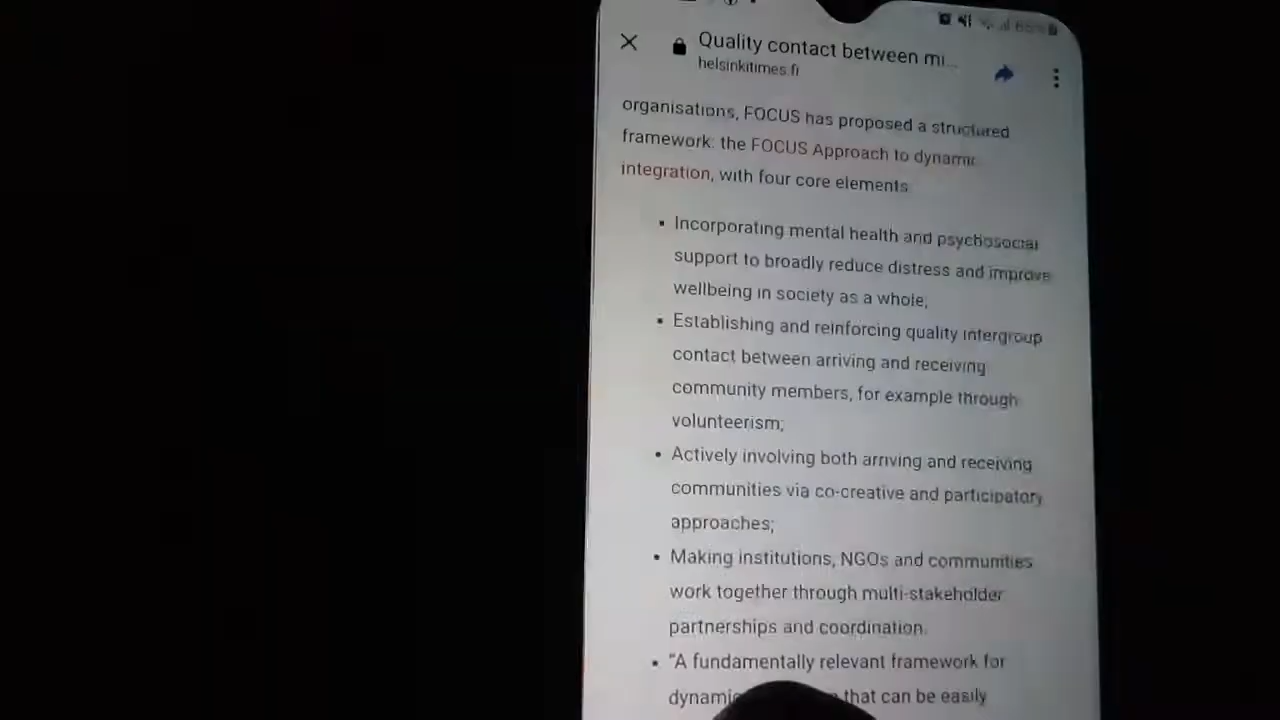 Quality contact between mi...
helsinkitimes.fi
organisations, FOCUS has proposed a structured
framework: the FOCUS Approach to dynamic
integration, with four core elements
• Incorporating mental health and psychosocial
support to broadly reduce distress and improve
wellbeing in society as a whole;
• Establishing and reinforcing quality intergroup
contact between arriving and receiving
community members, for example through
volunteerism;
• Actively involving both arriving and receiving
communities via co-creative and participatory
approaches;
• Making institutions, NGOs and communities
work together through multi-stakeholder
partnerships and coordination.
• “A fundamentally relevant framework for
dynamic that can be easily